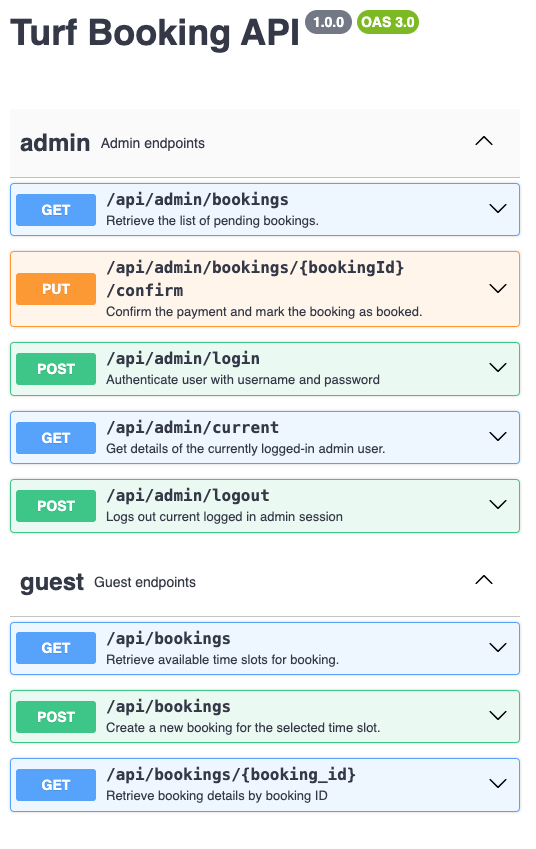 Turf Booking API 1.0.0 OAS 3.0
admin Admin endpoints
GET /api/admin/bookings
Retrieve the list of pending bookings.
PUT /api/admin/bookings/{bookingId}
/confirm
Confirm the payment and mark the booking as booked.
POST /api/admin/login
Authenticate user with username and password
GET /api/admin/current
Get details of the currently logged-in admin user.
POST /api/admin/logout
Logs out current logged in admin session
guest Guest endpoints
GET /api/bookings
Retrieve available time slots for booking.
POST /api/bookings
Create a new booking for the selected time slot.
GET /api/bookings/{booking_id}
Retrieve booking details by booking ID